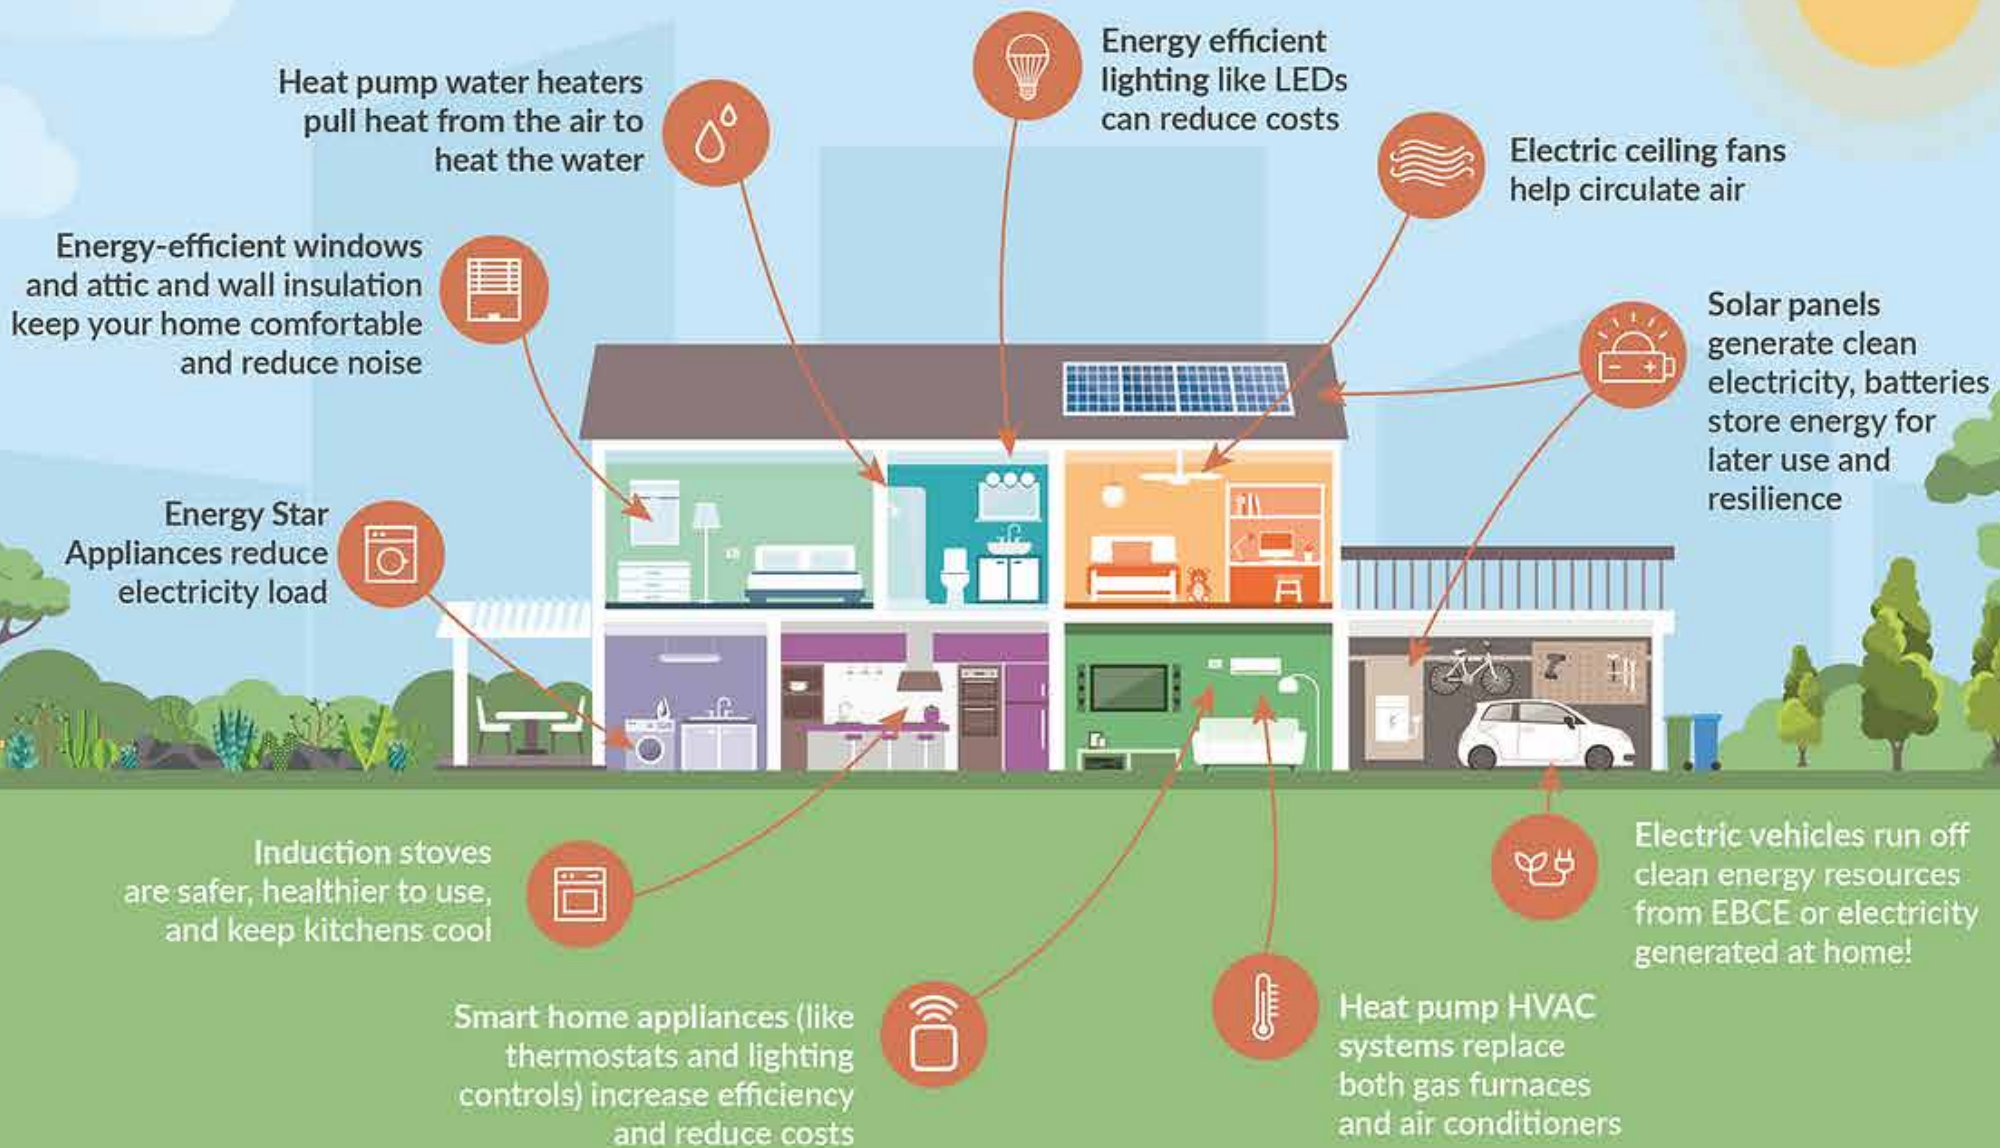 Heat pump water heaters
pull heat from the air to
heat the water
Energy efficient
lighting like LEDs
can reduce costs
Electric ceiling fans
help circulate air
Energy-efficient windows
and attic and wall insulation
keep your home comfortable
and reduce noise
Solar panels
generate clean
electricity, batteries
store energy for
later use and
resilience
Energy Star
Appliances reduce
electricity load
Induction stoves
are safer, healthier to use,
and keep kitchens cool
Electric vehicles run off
clean energy resources
from EBCE or electricity
generated at home!
Smart home appliances (like
thermostats and lighting
controls) increase efficiency
and reduce costs
Heat pump HVAC
systems replace
both gas furnaces
and air conditioners